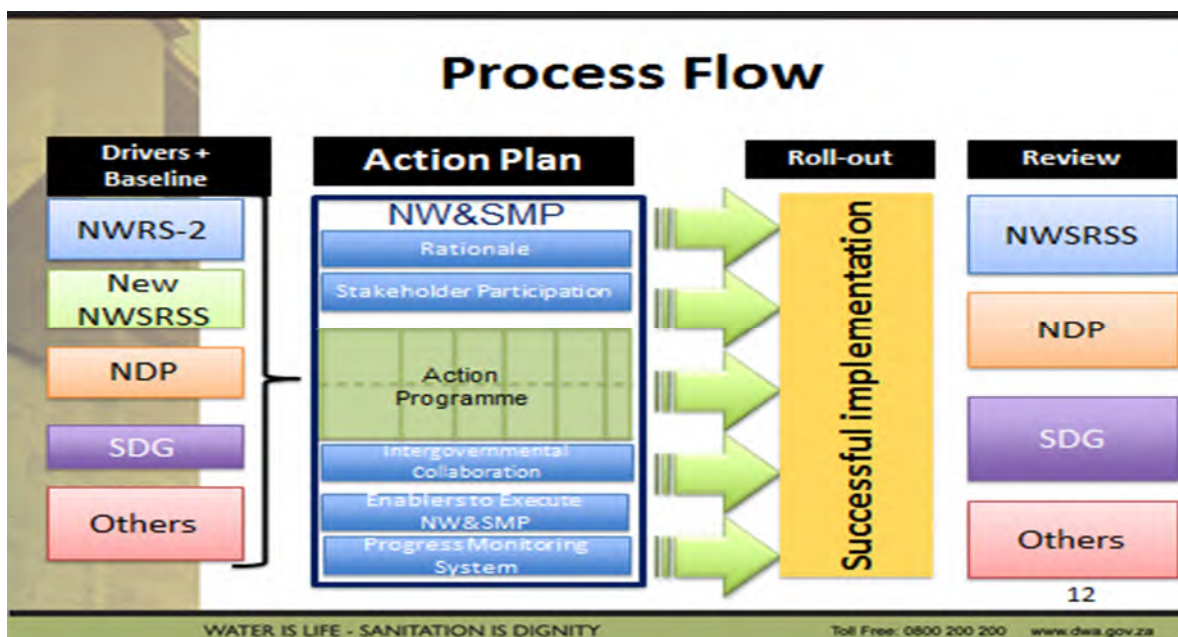 Process Flow
Drivers +
Baseline
NWRS-2
New
NWSRSS
NDP
SDG
Others
Action Plan
NW&SMP
Rationale
Stakeholder Participation
Action
Programme
Intergovernmental
Collaboration
Enablers to Execute
NW&SMP
Progress Monitoring
System
Roll-out
Successful implementation
Review
NWSRSS
NDP
SDG
Others
12
WATER IS LIFE - SANITATION IS DIGNITY
Toll Free: 0800 200 200 www.dwa.gov.za